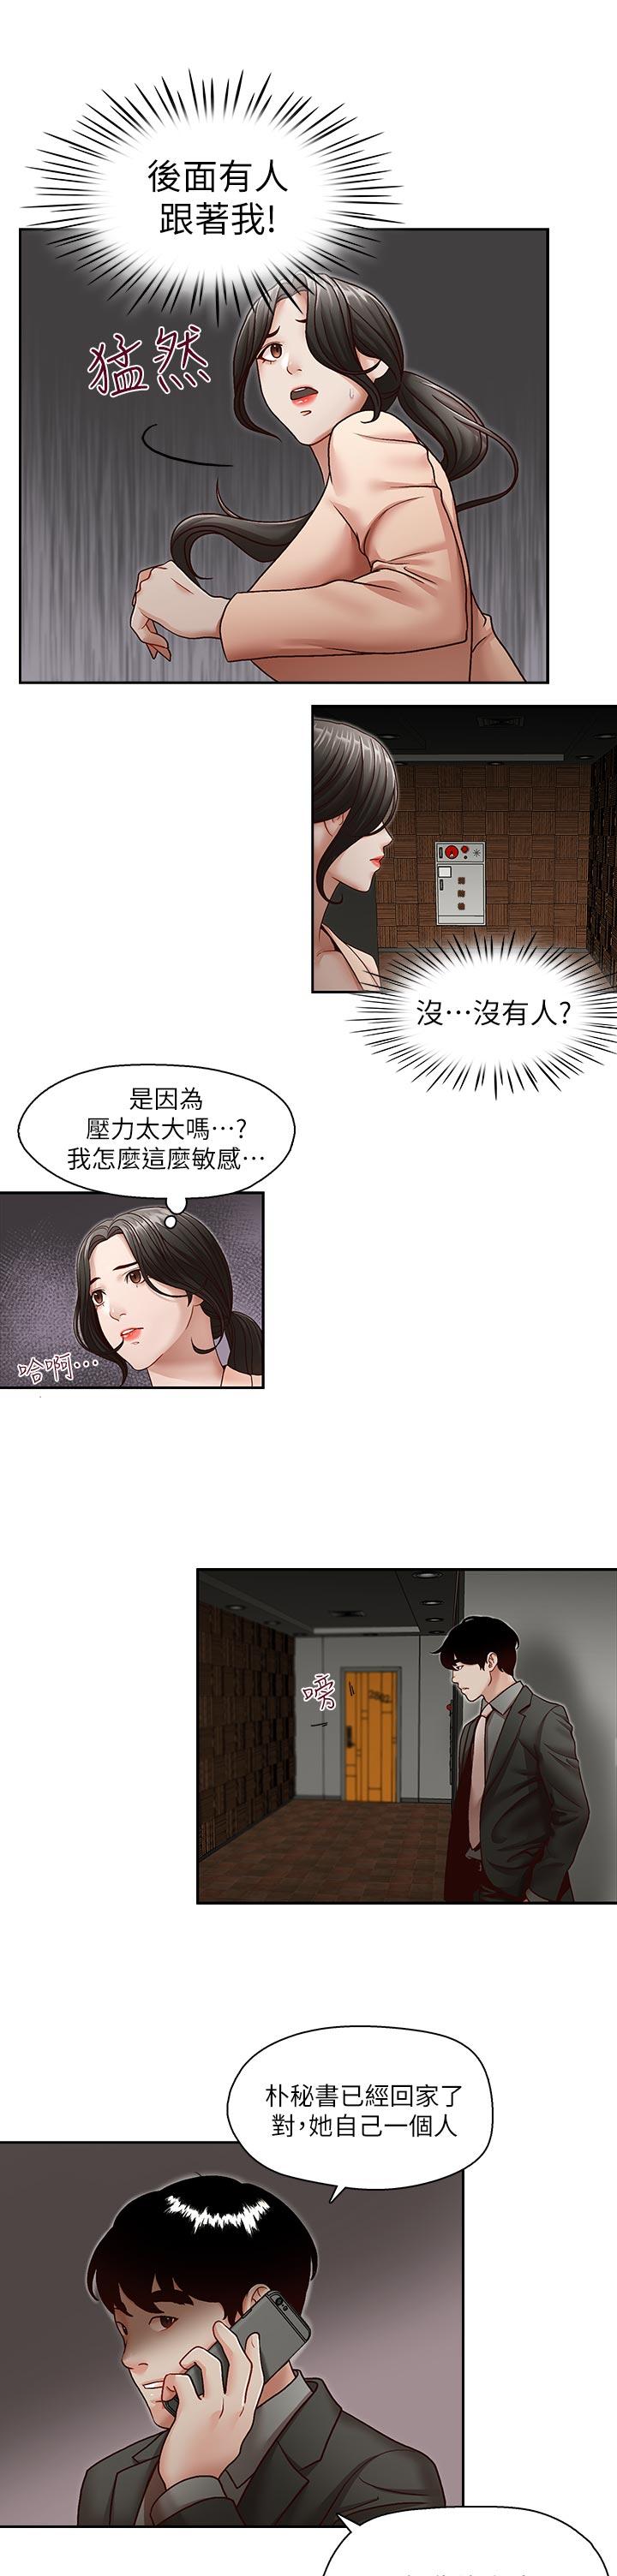 後面有人
跟著我!
猛然
沒⋯沒有人?
是因為
壓力太大嗎⋯?
我怎麼這麼敏感⋯
哈啊⋯
嗙
朴秘書已經回家了
對,她自己一個人